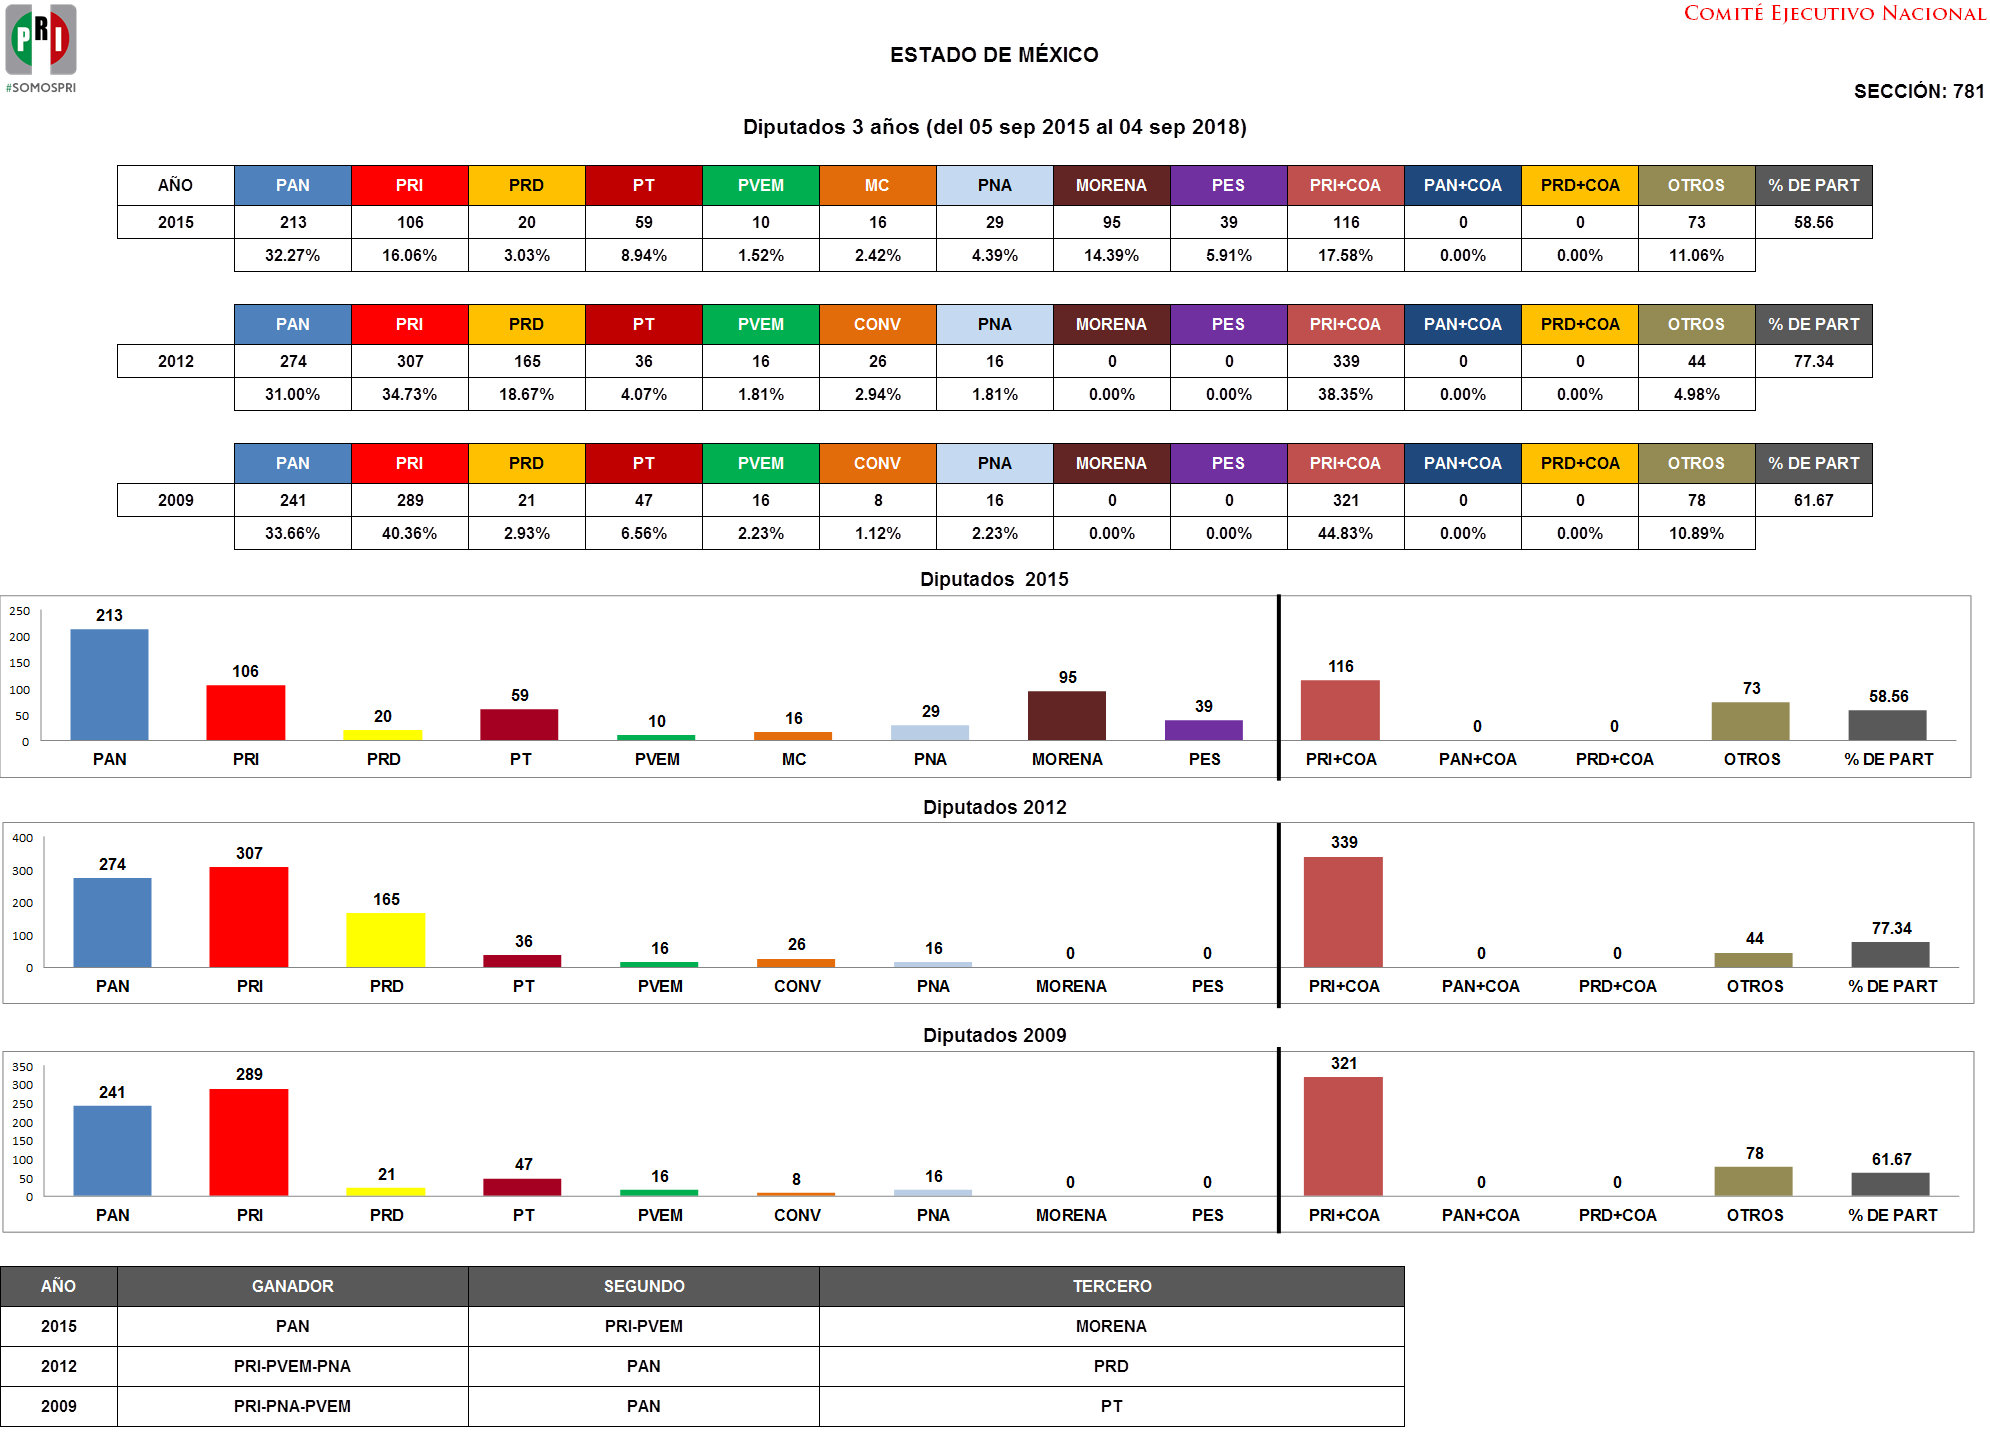 PRI
#SOMOSPRI
COMITÉ EJECUTIVO NACIONAL
ESTADO DE MÉXICO
SECCIÓN: 781
Diputados 3 años (del 05 sep 2015 al 04 sep 2018)
AÑO PAN PRI PRD PT PVEM MC PNA MORENA PES PRI+COA PAN+COA PRD+COA OTROS % DE PART
2015 213 106 20 59 10 16 29 95 39 116 0 0 73 58.56
32.27% 16.06% 3.03% 8.94% 1.52% 2.42% 4.39% 14.39% 5.91% 17.58% 0.00% 0.00% 11.06%
PAN PRI PRD PT PVEM CONV PNA MORENA PES PRI+COA PAN+COA PRD+COA OTROS % DE PART
2012 274 307 165 36 16 26 16 0 0 339 0 0 44 77.34
31.00% 34.73% 18.67% 4.07% 1.81% 2.94% 1.81% 0.00% 0.00% 38.35% 0.00% 0.00% 4.98%
PAN PRI PRD PT PVEM CONV PNA MORENA PES PRI+COA PAN+COA PRD+COA OTROS % DE PART
2009 241 289 21 47 16 8 16 0 0 321 0 0 78 61.67
33.66% 40.36% 2.93% 6.56% 2.23% 1.12% 2.23% 0.00% 0.00% 44.83% 0.00% 0.00% 10.89%
Diputados 2015
250
200
150
100
50
0
213 106 20 59 10 16 29 95 39 116 0 0 73 58.56
PAN PRI PRD PT PVEM MC PNA MORENA PES PRI+COA PAN+COA PRD+COA OTROS % DE PART
Diputados 2012
400
300
200
100
0
274 307 165 36 16 26 16 0 0 339 0 0 44 77.34
PAN PRI PRD PT PVEM CONV PNA MORENA PES PRI+COA PAN+COA PRD+COA OTROS % DE PART
Diputados 2009
350
300
250
200
150
100
50
0
241 289 21 47 16 8 16 0 0 321 0 0 78 61.67
PAN PRI PRD PT PVEM CONV PNA MORENA PES PRI+COA PAN+COA PRD+COA OTROS % DE PART
AÑO GANADOR SEGUNDO TERCERO
2015 PAN PRI-PVEM MORENA
2012 PRI-PVEM-PNA PAN PRD
2009 PRI-PNA-PVEM PAN PT